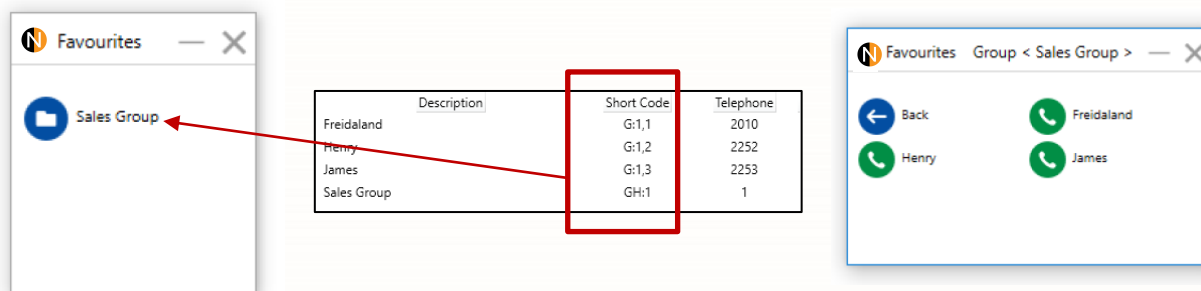 Favourites
Sales Group
Description Short Code Telephone
Freidaland G:1,1 2010
Henry G:1,2 2252
James G:1,3 2253
Sales Group GH:1 1
Favourites Group < Sales Group >
Back Freidaland
Henry James